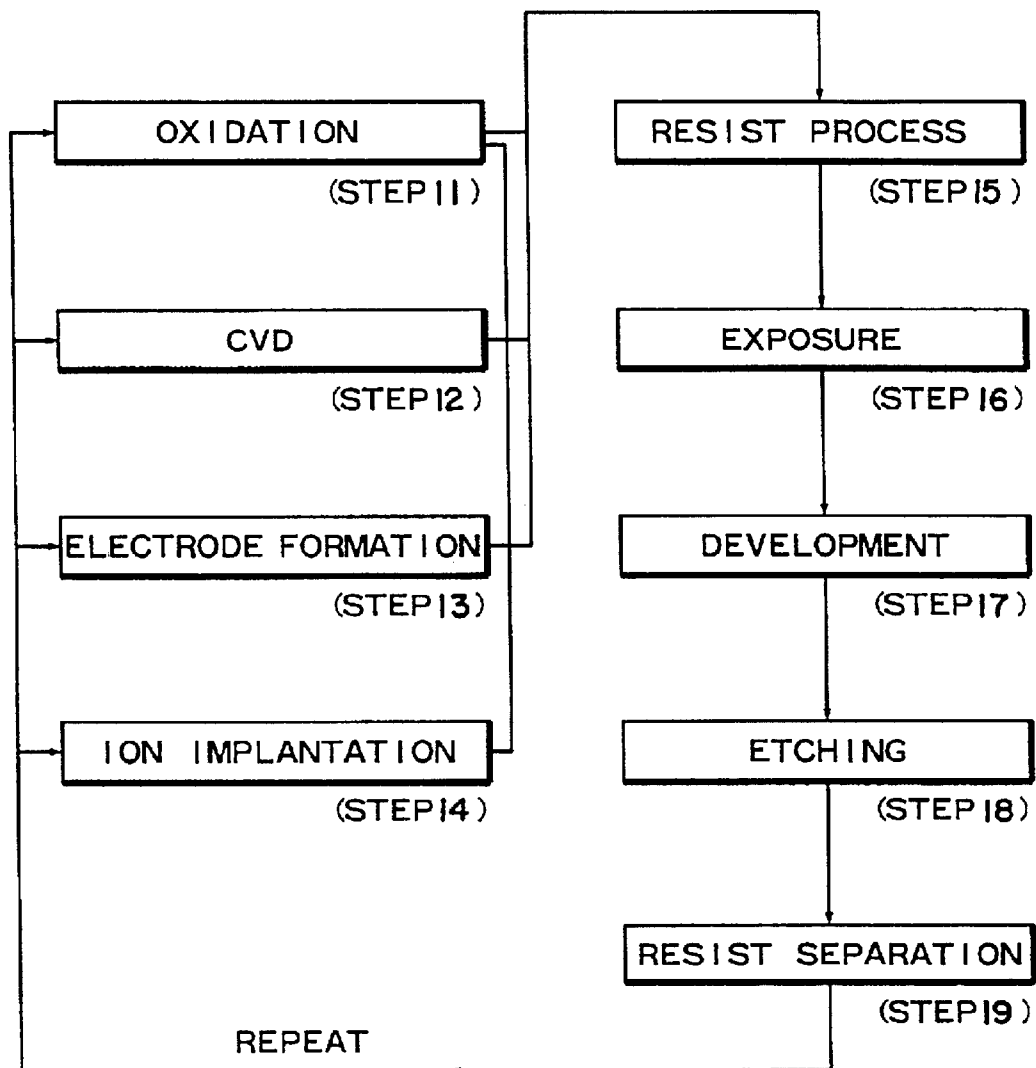 OXIDATION
(STEP11)
CVD
(STEP12)
ELECTRODE FORMATION
(STEP13)
ION IMPLANTATION
(STEP14)
RESIST PROCESS
(STEP15)
EXPOSURE
(STEP16)
DEVELOPMENT
(STEP17)
ETCHING
(STEP18)
RESIST SEPARATION
(STEP19)
REPEAT